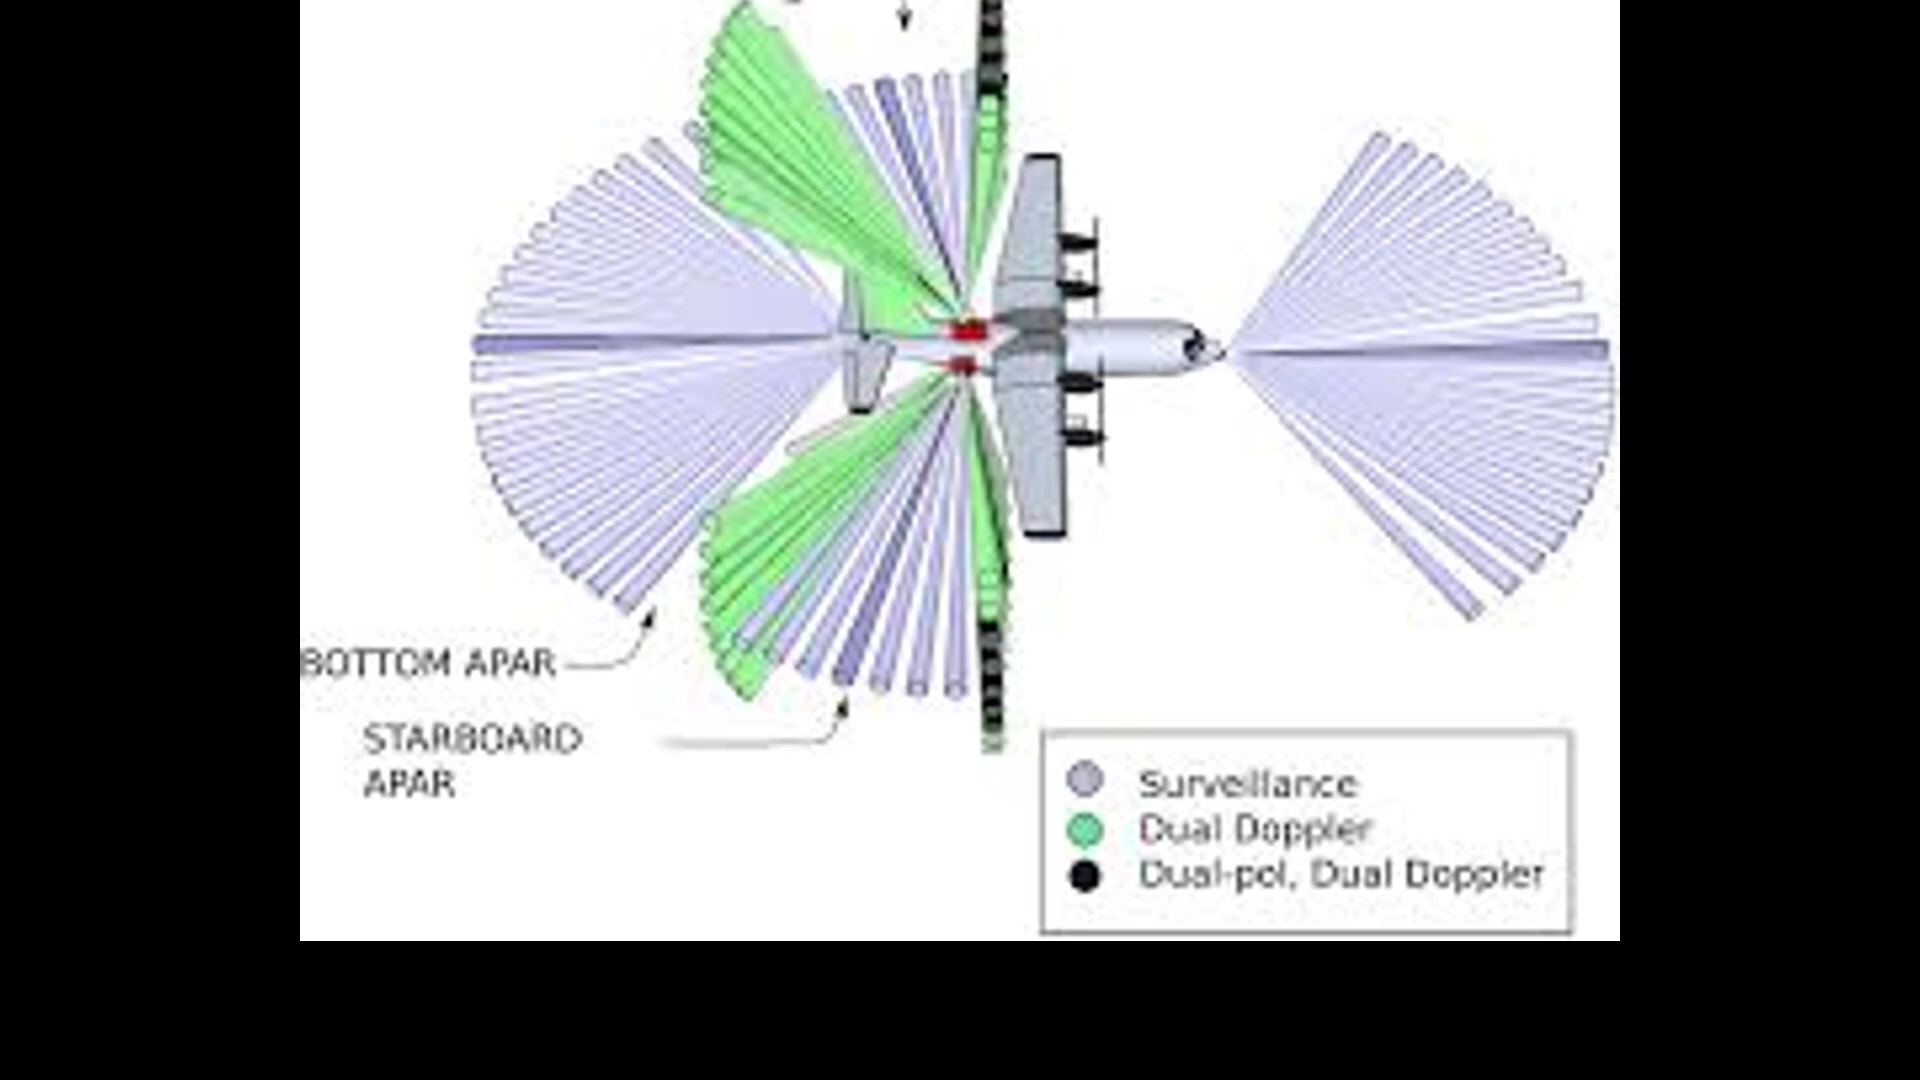 BOTTOM APAR
STARBOARD
APAR
Surveillance
Dual Doppler
Dual-pol, Dual Doppler